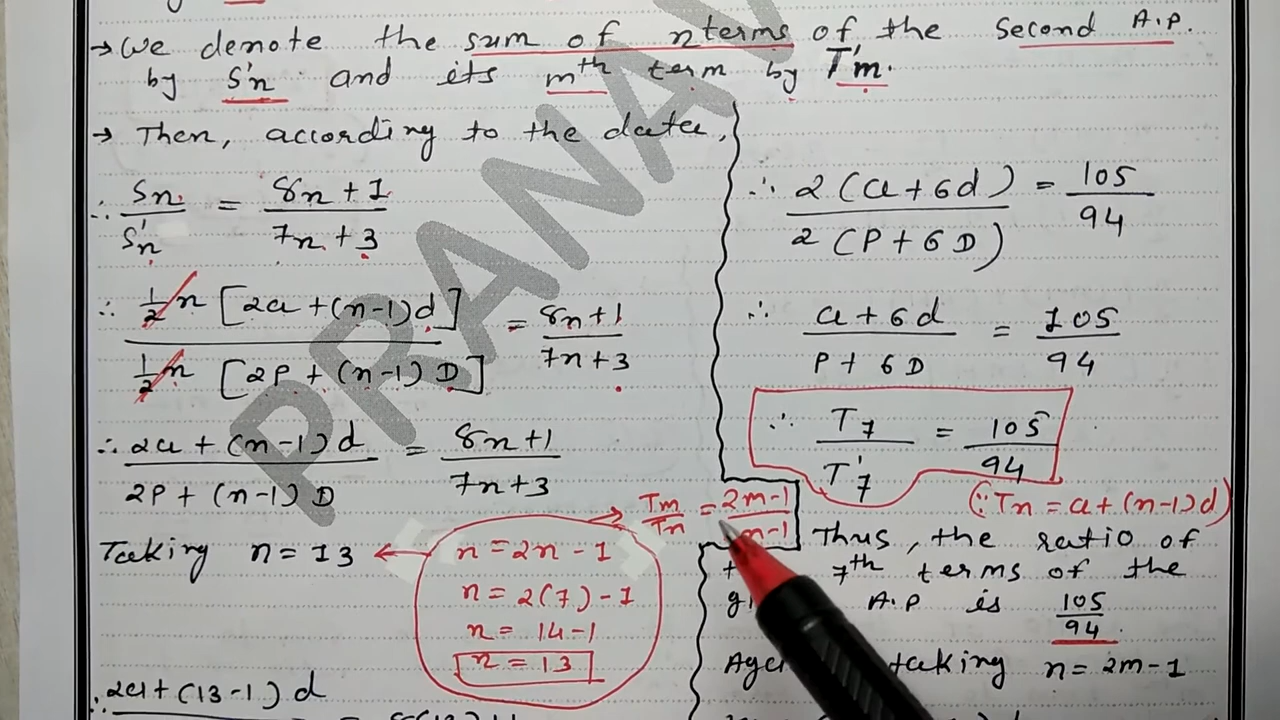 → We denote the sum of n terms of the second A.P.
by S'n and its mth term by T'm.
→ Then, according to the data,
∴ Sn/S'n = 8n + 1/7n + 3
∴ 1/2 n [2a + (n-1)d] / 1/2 n [2P + (n-1) D] = 8n+1/7n+3
∴ 2a + (n-1) d / 2P + (n-1) D = 8n+1/7n+3
Taking n = 13 ← n = 2n - 1
n = 2(7) - 1
n = 14-1
n = 13
∴ 2a + (13-1) d
∴ 2 (a + 6d) / 2 (P + 6D) = 105/94
∴ a + 6d / P + 6D = 105/94
∴ T7/T'7 = 105/94
→ Tm/Tn = 2m-1/n-1
(∵ Tn = a + (n-1)d)
Thus, the ratio of
7th terms of the
A.P is 105/94.
taking n = 2m - 1
PRANAV